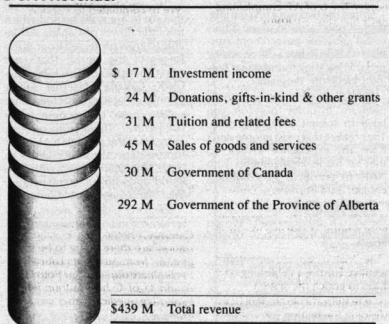 $ 17 M Investment income
24 M Donations, gifts-in-kind & other grants
31 M Tuition and related fees
45 M Sales of goods and services
30 M Government of Canada
292 M Government of the Province of Alberta
$439 M Total revenue